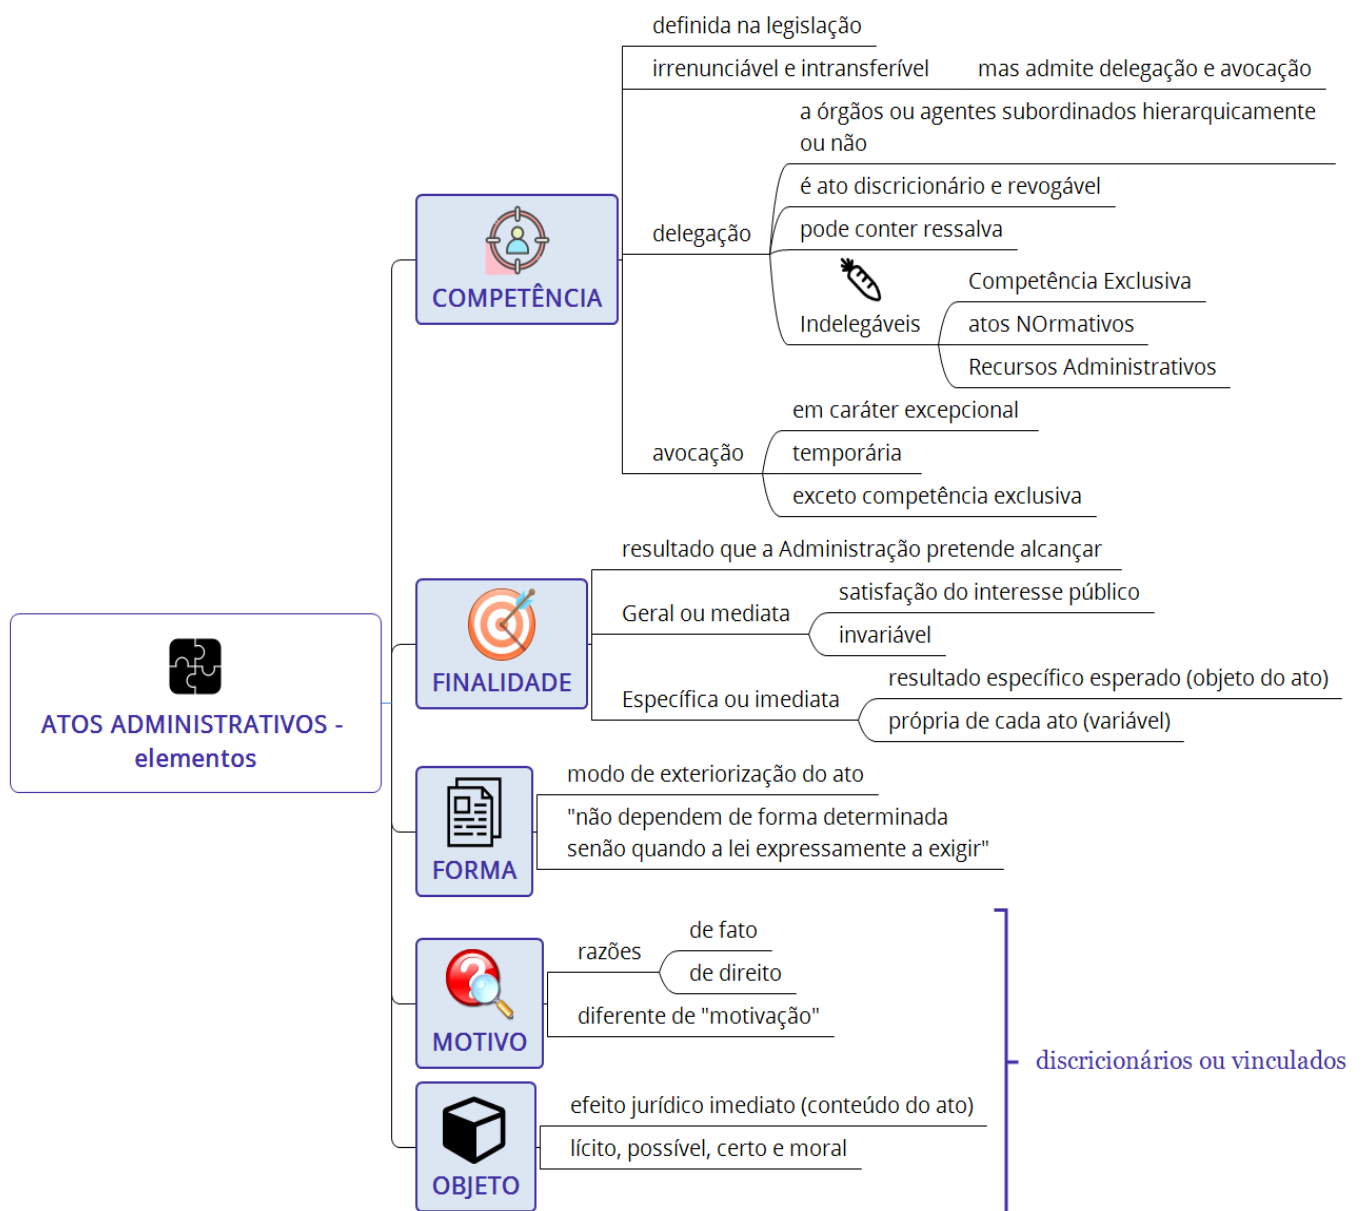 ATOS ADMINISTRATIVOS -
elementos
COMPETÊNCIA
definida na legislação
irrenunciável e intransferível
mas admite delegação e avocação
delegação
a órgãos ou agentes subordinados hierarquicamente
ou não
é ato discricionário e revogável
pode conter ressalva
Indelegáveis
Competência Exclusiva
atos NOrmativos
Recursos Administrativos
avocação
em caráter excepcional
temporária
exceto competência exclusiva
FINALIDADE
resultado que a Administração pretende alcançar
Geral ou mediata
satisfação do interesse público
invariável
Específica ou imediata
resultado específico esperado (objeto do ato)
própria de cada ato (variável)
FORMA
modo de exteriorização do ato
"não dependem de forma determinada
senão quando a lei expressamente a exigir"
MOTIVO
razões
de fato
de direito
diferente de "motivação"
OBJETO
efeito jurídico imediato (conteúdo do ato)
lícito, possível, certo e moral
discricionários ou vinculados